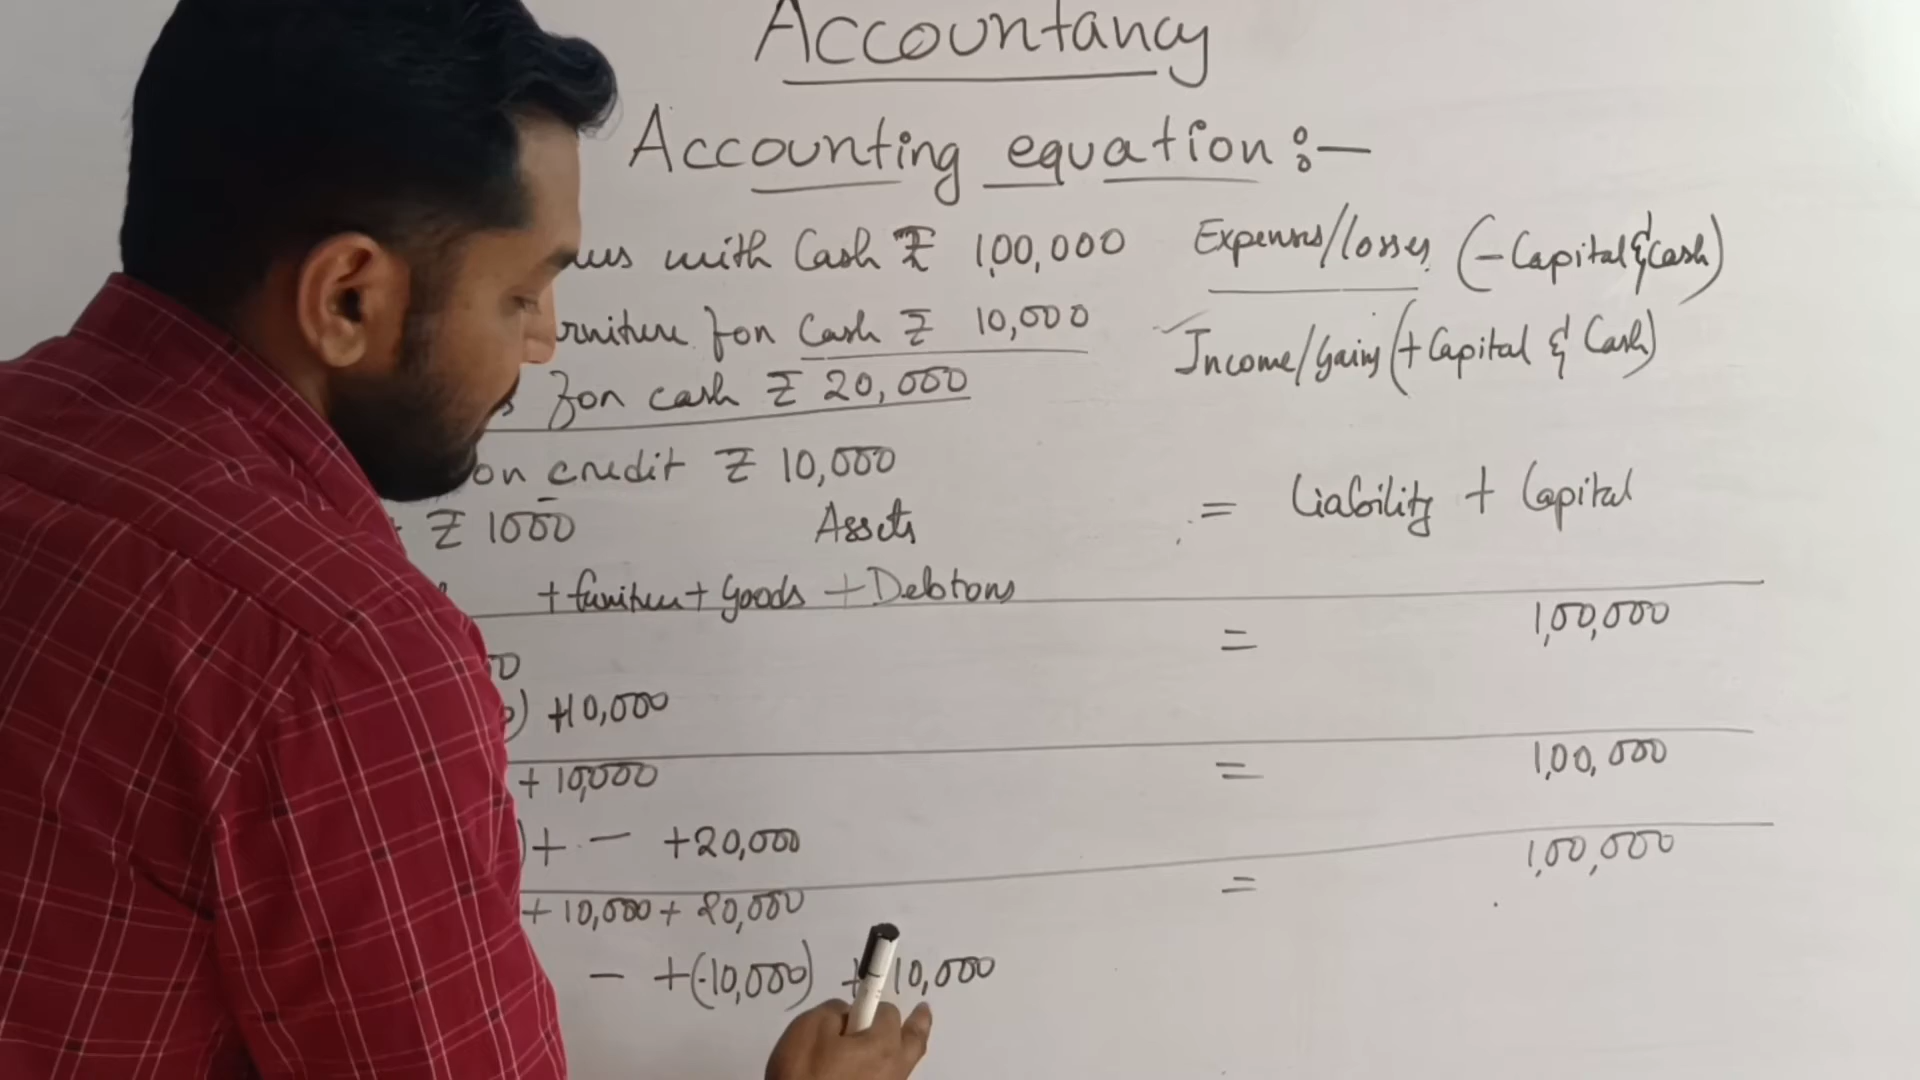 Accountancy
Accounting equation :-
with Cash ₹ 1,00,000 Expenses/losses (- Capital & Cash)
for Cash ₹ 10,000 Income/gains (+ Capital & Cash)
for cash ₹ 20,000
on credit ₹ 10,000
₹ 1000 Assets = Liability + Capital
+ furniture + Goods + Debtors
= 1,00,000
+10,000
+ 10,000 = 1,00,000
) + - +20,000
+ 10,000 + 20,000 = 1,00,000
- +(-10,000) + 10,000